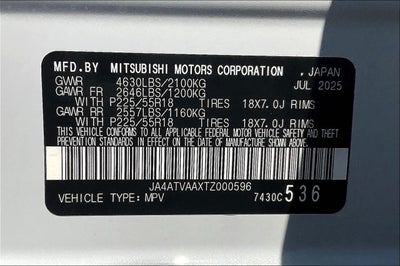 MFD.BY MITSUBISHI MOTORS CORPORATION , JAPAN
GVWR 4630LBS/2100KG JUL 2025
GAWR FR 2646LBS/1200KG
WITH P225/55R18 TIRES 18X7.0J RIMS
GAWR RR 2557LBS/1160KG
WITH P225/55R18 TIRES 18X7.0J RIMS
THIS VEHICLE CONFORMS TO ALL APPLICABLE U.S.
FEDERAL MOTOR VEHICLE SAFETY AND THEFT
PREVENTION STANDARDS IN EFFECT ON THE
DATE OF MANUFACTURE SHOWN ABOVE.
JA4ATVAAXTZ000596
VEHICLE TYPE: MPV 7430C 536